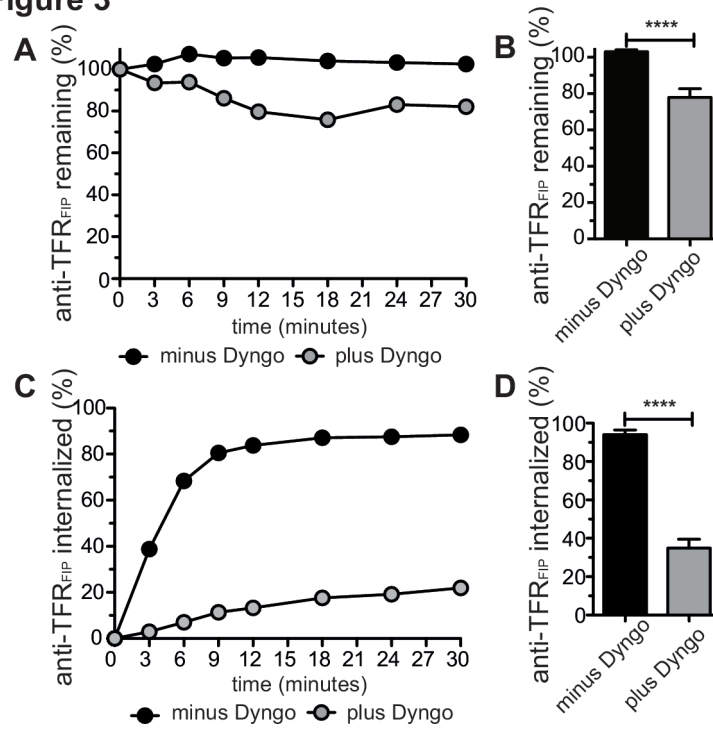 Figure 3
A
anti-TFRFIP remaining (%)
100
80
60
40
20
0
0 3 6 9 12 15 18 21 24 27 30
time (minutes)
minus Dyngo plus Dyngo
B
anti-TFRFIP remaining (%)
****
100
80
60
40
20
0
minus Dyngo
plus Dyngo
C
anti-TFRFIP internalized (%)
100
80
60
40
20
0
0 3 6 9 12 15 18 21 24 27 30
time (minutes)
minus Dyngo plus Dyngo
D
anti-TFRFIP internalized (%)
****
100
80
60
40
20
0
minus Dyngo
plus Dyngo